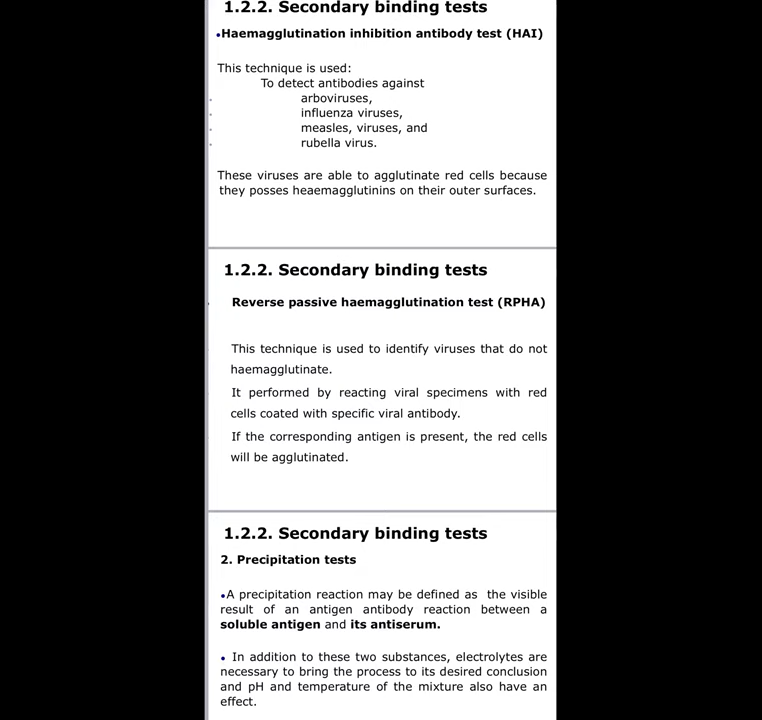 1.2.2. Secondary binding tests
•Haemagglutination inhibition antibody test (HAI)
This technique is used:
To detect antibodies against
arboviruses,
influenza viruses,
measles, viruses, and
rubella virus.
These viruses are able to agglutinate red cells because
they posses heaemagglutinins on their outer surfaces.
1.2.2. Secondary binding tests
Reverse passive haemagglutination test (RPHA)
This technique is used to identify viruses that do not
haemagglutinate.
It performed by reacting viral specimens with red
cells coated with specific viral antibody.
If the corresponding antigen is present, the red cells
will be agglutinated.
1.2.2. Secondary binding tests
2. Precipitation tests
•A precipitation reaction may be defined as the visible
result of an antigen antibody reaction between a
soluble antigen and its antiserum.
• In addition to these two substances, electrolytes are
necessary to bring the process to its desired conclusion
and pH and temperature of the mixture also have an
effect.